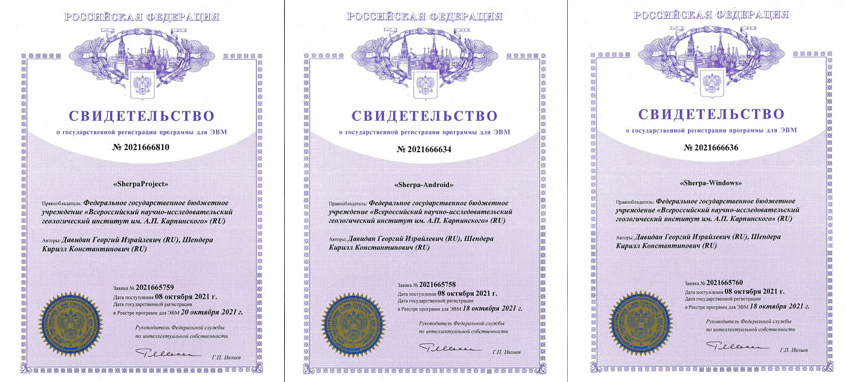 РОССИЙСКАЯ ФЕДЕРАЦИЯ
СВИДЕТЕЛЬСТВО
о государственной регистрации программы для ЭВМ
№ 2021666810
«SherpaProject»
Правообладатель: Федеральное государственное бюджетное
учреждение «Всероссийский научно-исследовательский
геологический институт им. А.П. Карпинского» (RU)
Авторы: Давидан Георгий Израйлевич (RU), Шендера
Кирилл Константинович (RU)
Заявка № 2021665759
Дата поступления 08 октября 2021 г.
Дата государственной регистрации
в Реестре программ для ЭВМ 20 октября 2021 г.
Руководитель Федеральной службы
по интеллектуальной собственности
Г.П. Ивлиев
РОССИЙСКАЯ ФЕДЕРАЦИЯ
СВИДЕТЕЛЬСТВО
о государственной регистрации программы для ЭВМ
№ 2021666634
«Sherpa-Android»
Правообладатель: Федеральное государственное бюджетное
учреждение «Всероссийский научно-исследовательский
геологический институт им. А.П. Карпинского» (RU)
Авторы: Давидан Георгий Израйлевич (RU), Шендера
Кирилл Константинович (RU)
Заявка № 2021665758
Дата поступления 08 октября 2021 г.
Дата государственной регистрации
в Реестре программ для ЭВМ 18 октября 2021 г.
Руководитель Федеральной службы
по интеллектуальной собственности
Г.П. Ивлиев
РОССИЙСКАЯ ФЕДЕРАЦИЯ
СВИДЕТЕЛЬСТВО
о государственной регистрации программы для ЭВМ
№ 2021666636
«Sherpa-Windows»
Правообладатель: Федеральное государственное бюджетное
учреждение «Всероссийский научно-исследовательский
геологический институт им. А.П. Карпинского» (RU)
Авторы: Давидан Георгий Израйлевич (RU), Шендера
Кирилл Константинович (RU)
Заявка № 2021665760
Дата поступления 08 октября 2021 г.
Дата государственной регистрации
в Реестре программ для ЭВМ 18 октября 2021 г.
Руководитель Федеральной службы
по интеллектуальной собственности
Г.П. Ивлиев